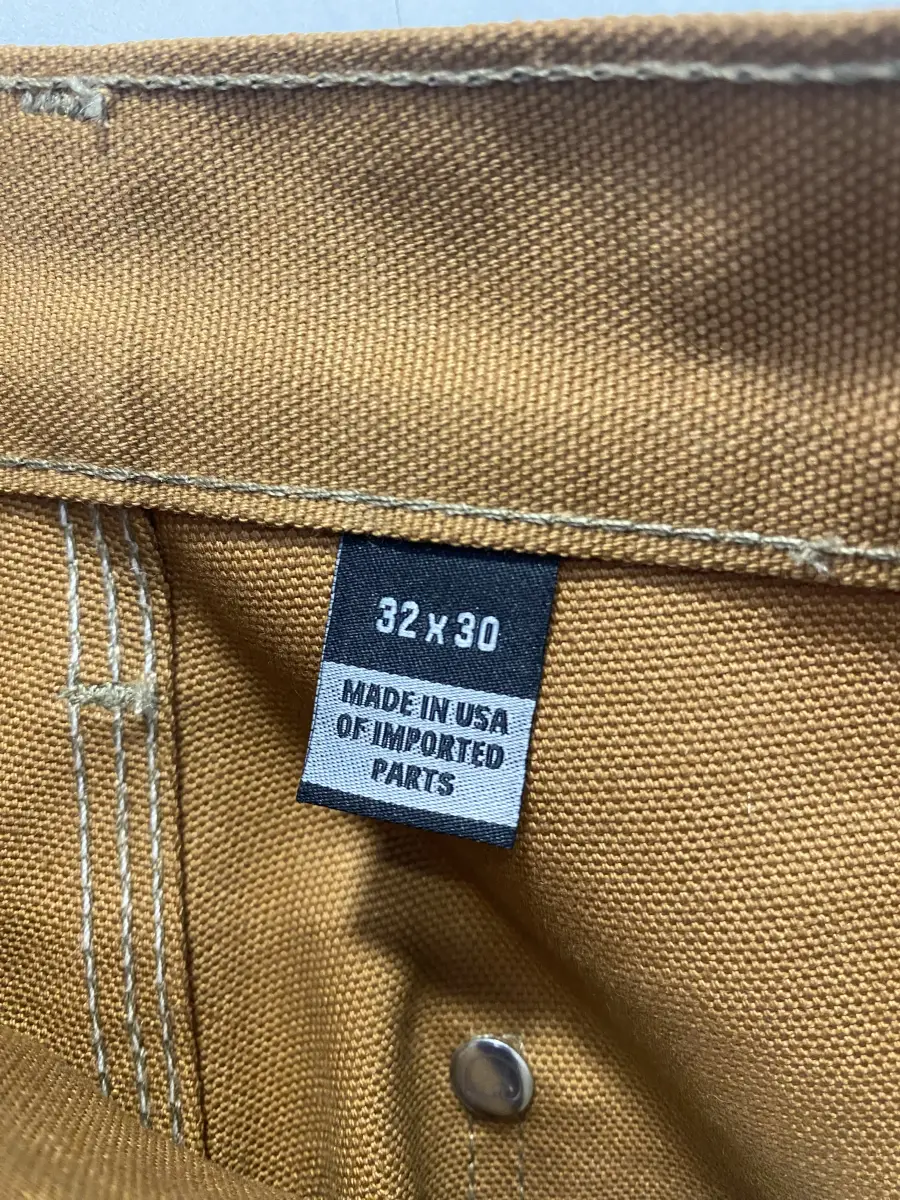 32 x 30
MADE IN USA
OF IMPORTED
PARTS